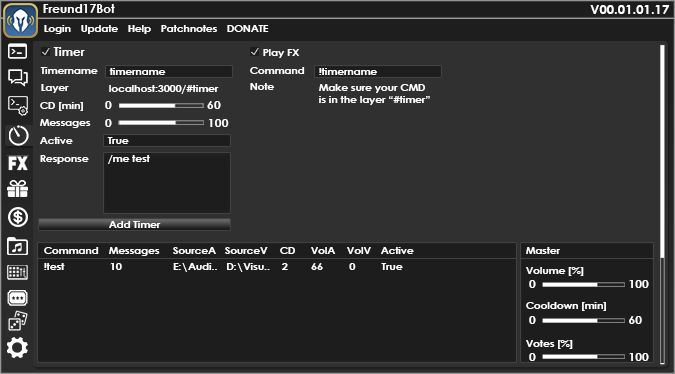 Freund17Bot
V00.01.01.17
Login Update Help Patchnotes DONATE
Timer
Play FX
Timername timername
Command !timername
Layer localhost:3000/#timer
Note Make sure your CMD
is in the layer "#timer"
CD [min] 0 60
Messages 0 100
Active True
Response /me test
Add Timer
FX
Command Messages SourceA SourceV CD VolA VolV Active
!test 10 E:\Audi.. D:\Visu.. 2 66 0 True
Master
Volume [%]
0 100
Cooldown [min]
0 60
Votes [%]
0 100